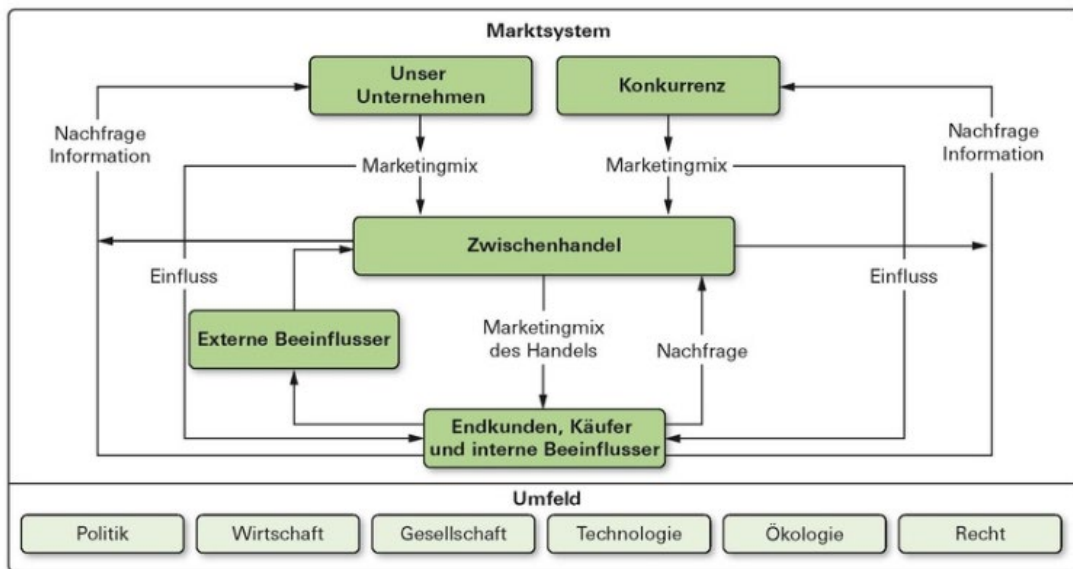 Marktsystem
Unser
Unternehmen
Konkurrenz
Nachfrage
Information
Marketingmix
Marketingmix
Nachfrage
Information
Zwischenhandel
Einfluss
Einfluss
Externe Beeinflusser
Marketingmix
des Handels
Nachfrage
Endkunden, Käufer
und interne Beeinflusser
Umfeld
Politik
Wirtschaft
Gesellschaft
Technologie
Ökologie
Recht